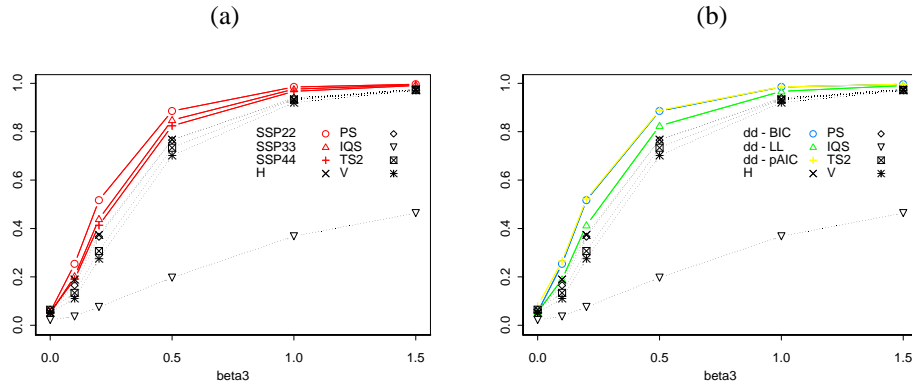 (a)
(b)
1.0
0.8
0.6
0.4
0.2
0.0
SSP22 PS
SSP33 IQS
SSP44 TS2
H V
0.0 0.5 1.0 1.5
beta3
1.0
0.8
0.6
0.4
0.2
0.0
dd - BIC PS
dd - LL IQS
dd - pAIC TS2
H V
0.0 0.5 1.0 1.5
beta3